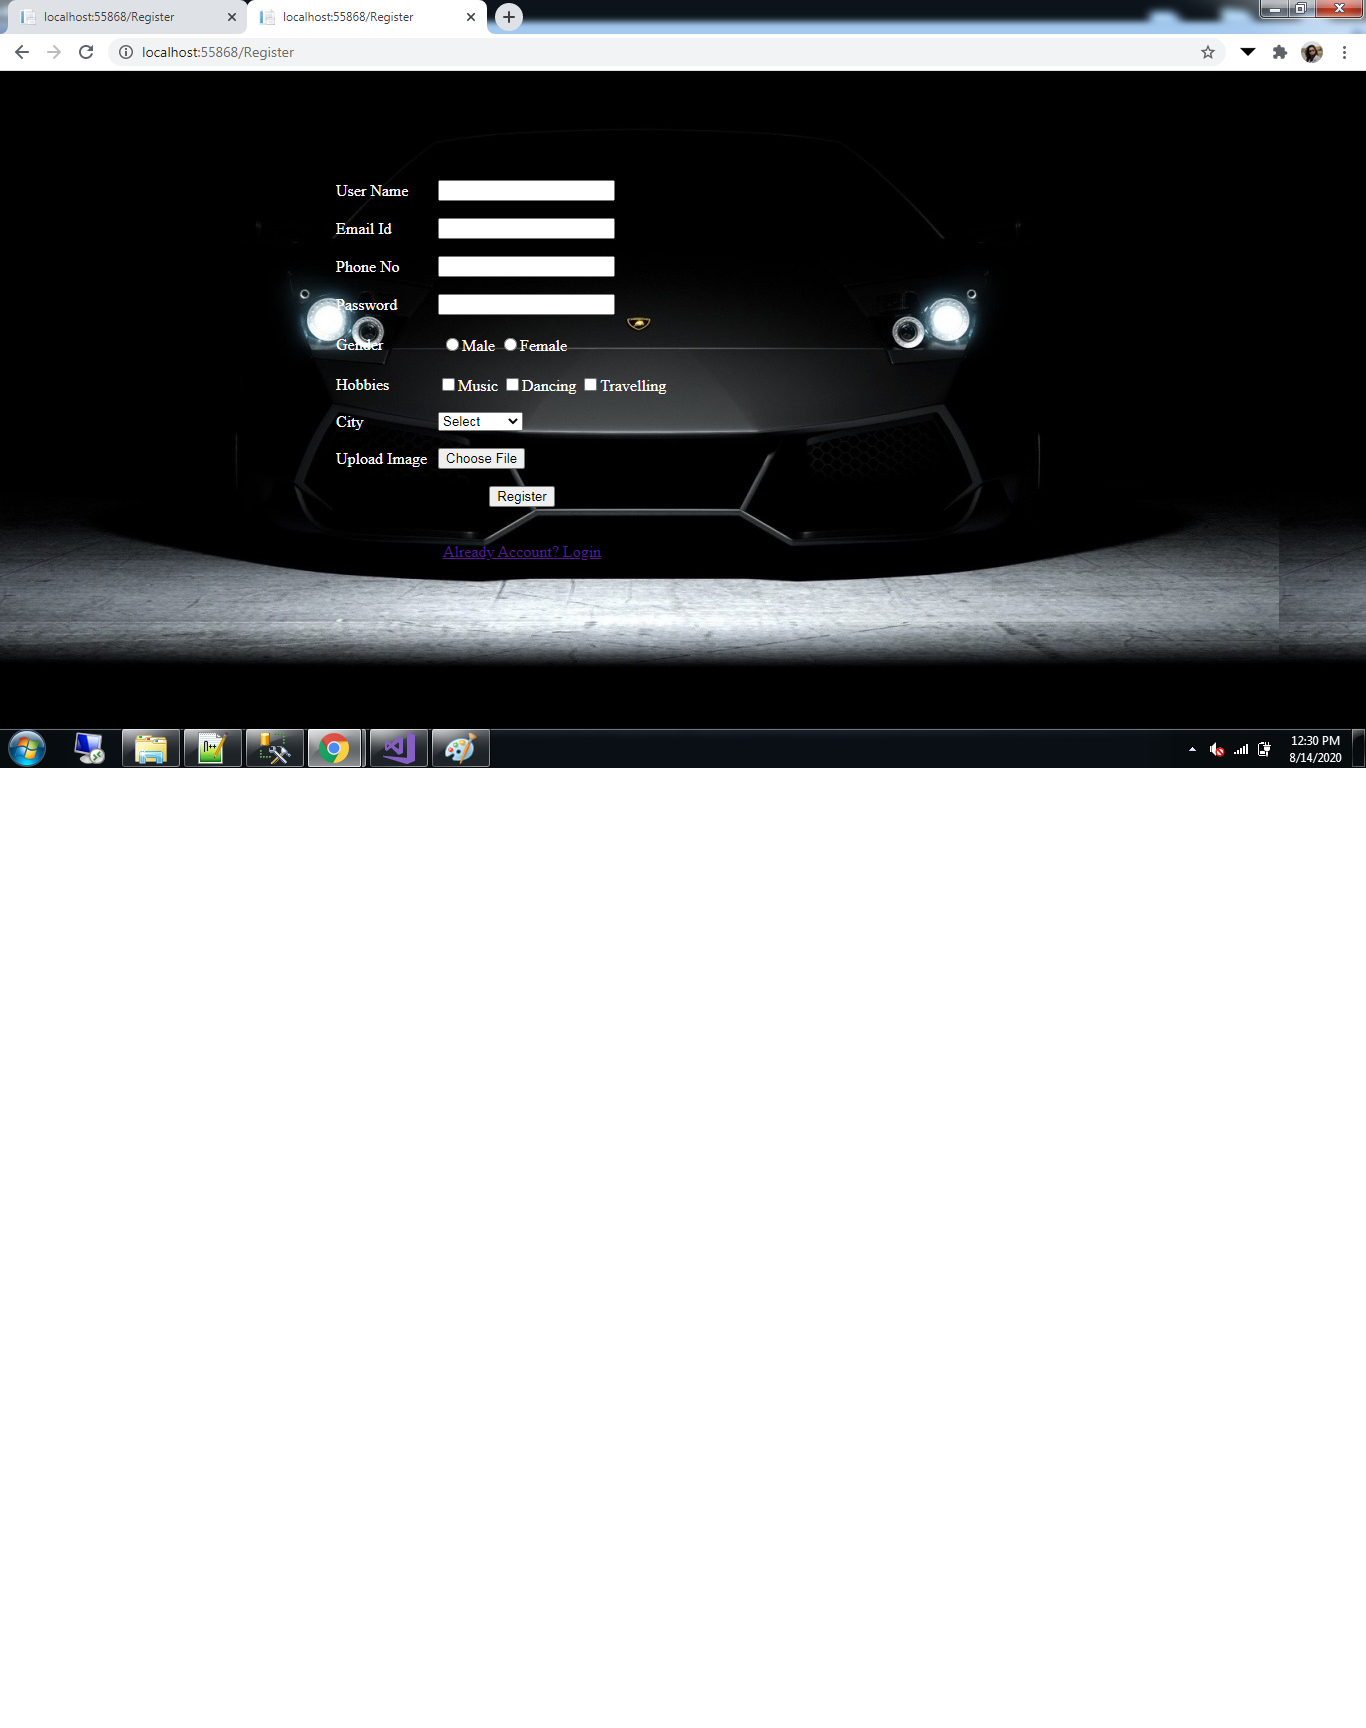 localhost:55868/Register
localhost:55868/Register
localhost:55868/Register
User Name
Email Id
Phone No
Password
Gender Male Female
Hobbies Music Dancing Travelling
City Select
Upload Image Choose File
Register
Already Account? Login
12:30 PM
8/14/2020